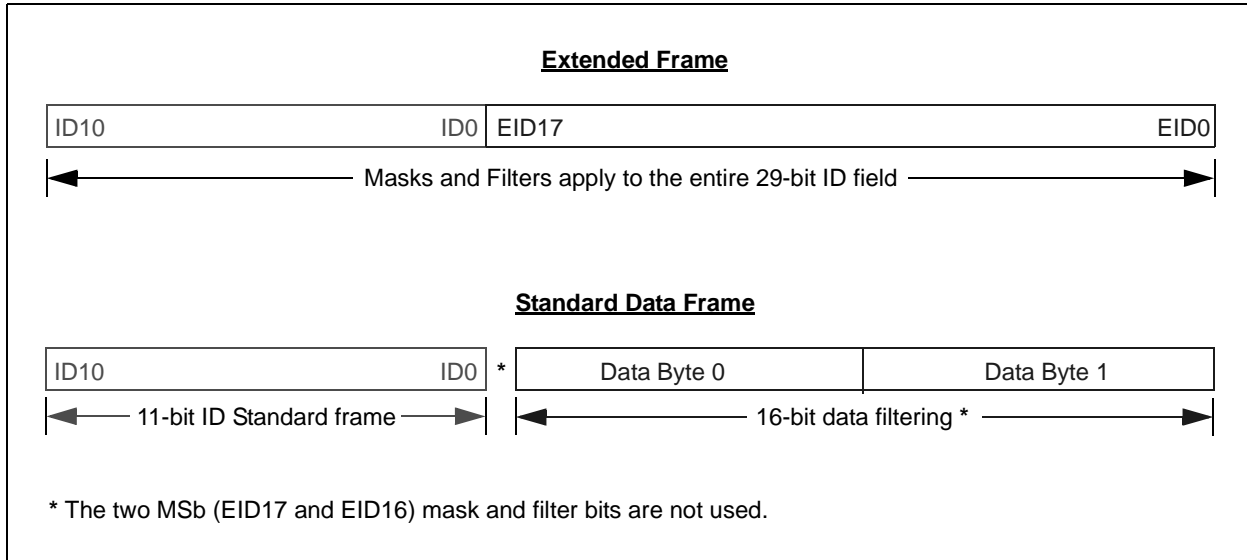 Extended Frame
ID10 ID0 EID17 EID0
Masks and Filters apply to the entire 29-bit ID field
Standard Data Frame
ID10 ID0 * Data Byte 0 Data Byte 1
11-bit ID Standard frame 16-bit data filtering *
* The two MSb (EID17 and EID16) mask and filter bits are not used.